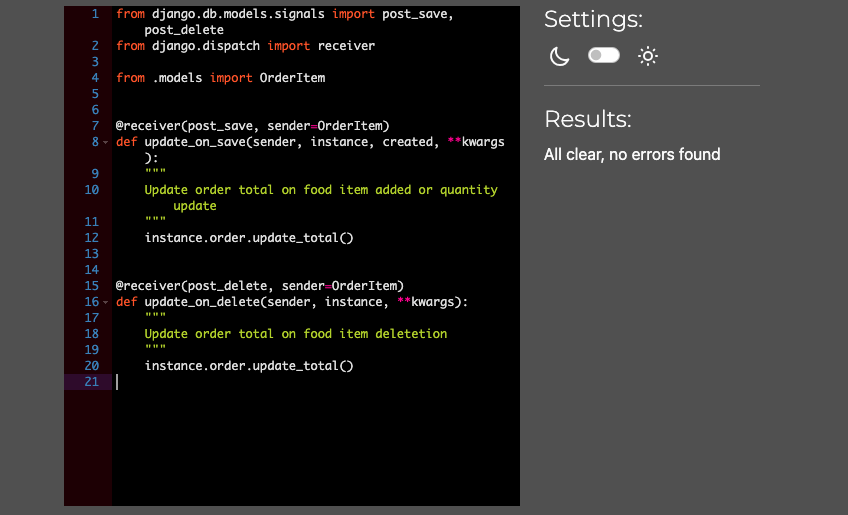 1 from django.db.models.signals import post_save,
post_delete
2 from django.dispatch import receiver
3
4 from .models import OrderItem
5
6
7 @receiver(post_save, sender=OrderItem)
8 def update_on_save(sender, instance, created, **kwargs
):
9 """
10 Update order total on food item added or quantity
update
11 """
12 instance.order.update_total()
13
14
15 @receiver(post_delete, sender=OrderItem)
16 def update_on_delete(sender, instance, **kwargs):
17 """
18 Update order total on food item deletetion
19 """
20 instance.order.update_total()
21
Settings:
Results:
All clear, no errors found